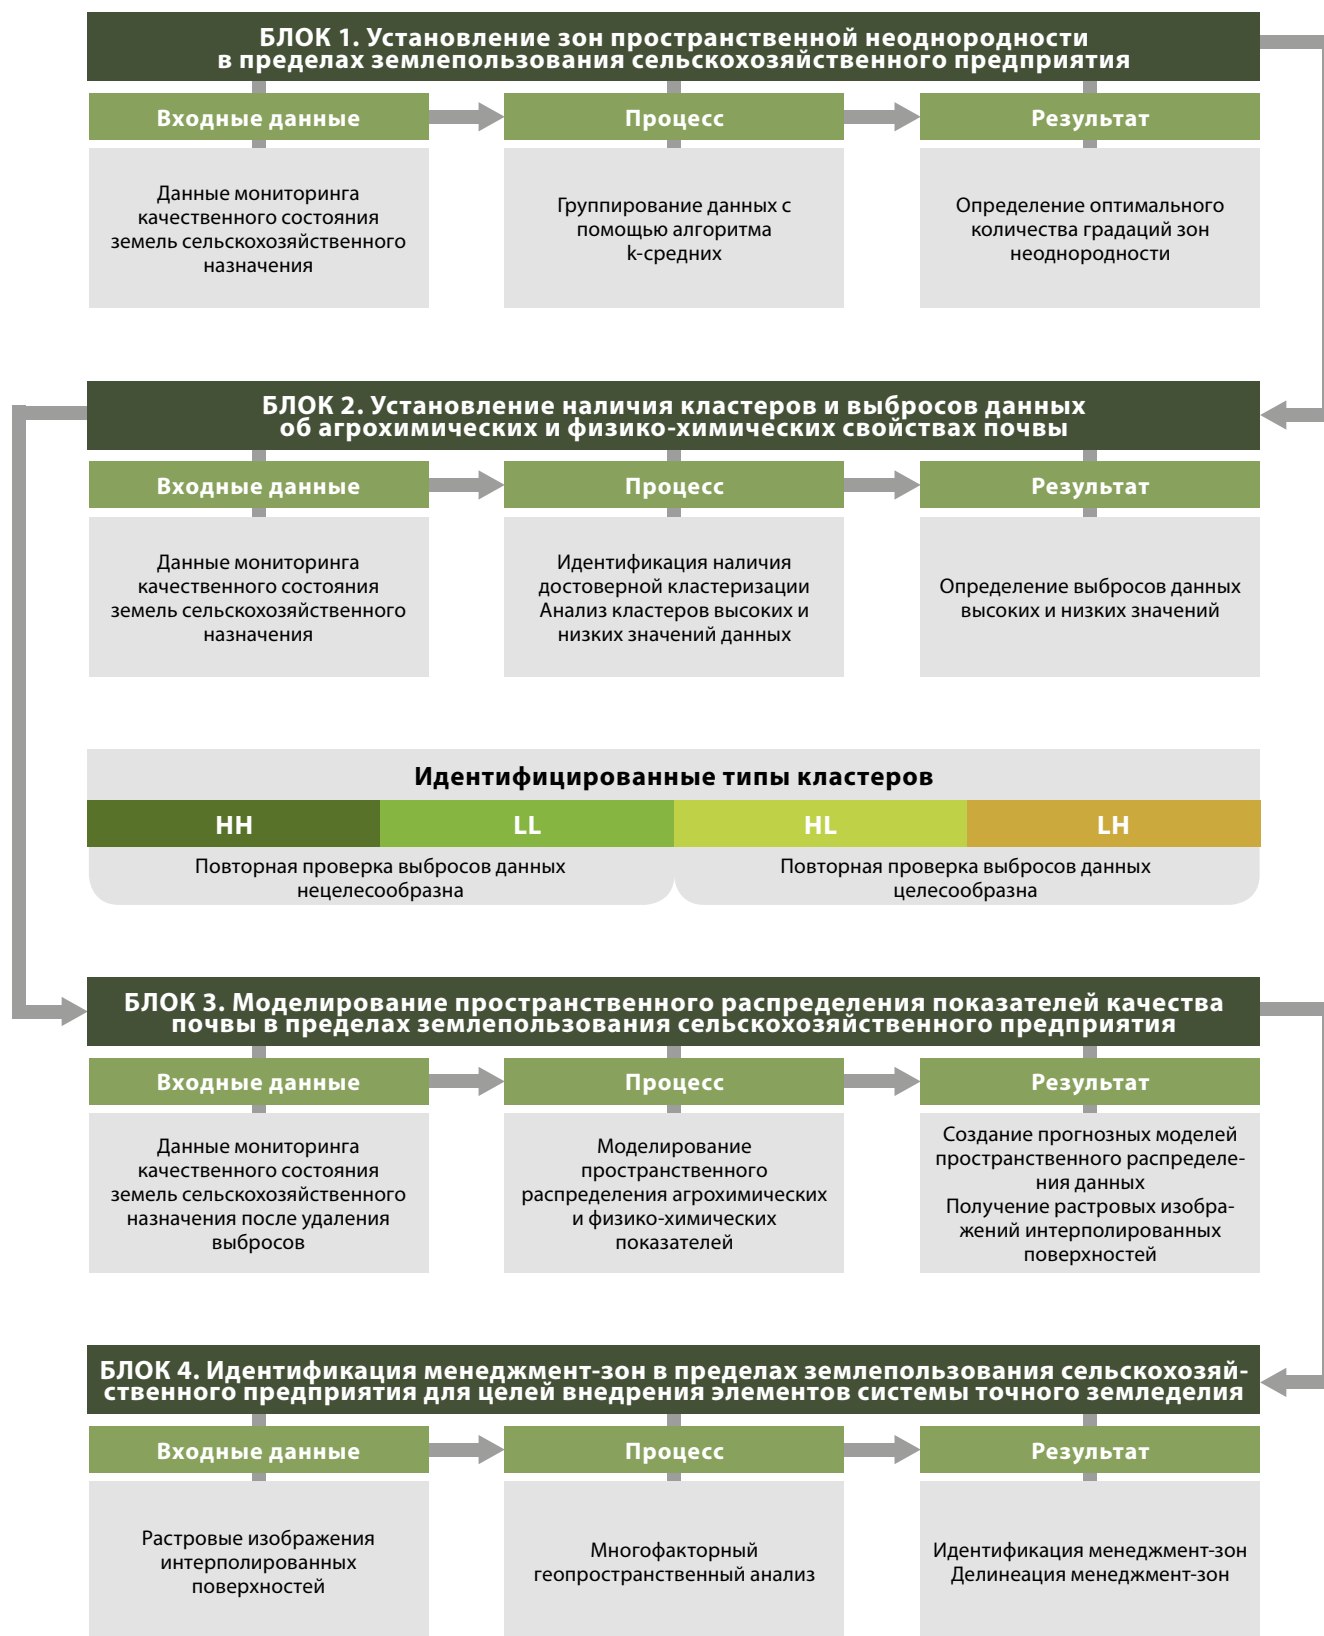 БЛОК 1. Установление зон пространственной неоднородности
в пределах землепользования сельскохозяйственного предприятия
Входные данные
Процесс
Результат
Данные мониторинга
качественного состояния
земель сельскохозяйственного
назначения
Группирование данных с
помощью алгоритма
k-средних
Определение оптимального
количества градаций зон
неоднородности
БЛОК 2. Установление наличия кластеров и выбросов данных
об агрохимических и физико-химических свойствах почвы
Входные данные
Процесс
Результат
Данные мониторинга
качественного состояния
земель сельскохозяйственного
назначения
Идентификация наличия
достоверной кластеризации
Анализ кластеров высоких и
низких значений данных
Определение выбросов данных
высоких и низких значений
Идентифицированные типы кластеров
HH
LL
HL
LH
Повторная проверка выбросов данных
нецелесообразна
Повторная проверка выбросов данных
целесообразна
БЛОК 3. Моделирование пространственного распределения показателей качества
почвы в пределах землепользования сельскохозяйственного предприятия
Входные данные
Процесс
Результат
Данные мониторинга
качественного состояния
земель сельскохозяйственного
назначения после удаления
выбросов
Моделирование
пространственного
распределения агрохимических
и физико-химических
показателей
Создание прогнозных моделей
пространственного распределе-
ния данных
Получение растровых изобра-
жений интерполированных
поверхностей
БЛОК 4. Идентификация менеджмент-зон в пределах землепользования сельскохозяй-
ственного предприятия для целей внедрения элементов системы точного земледелия
Входные данные
Процесс
Результат
Растровые изображения
интерполированных
поверхностей
Многофакторный
геопространственный анализ
Идентификация менеджмент-зон
Делинеация менеджмент-зон